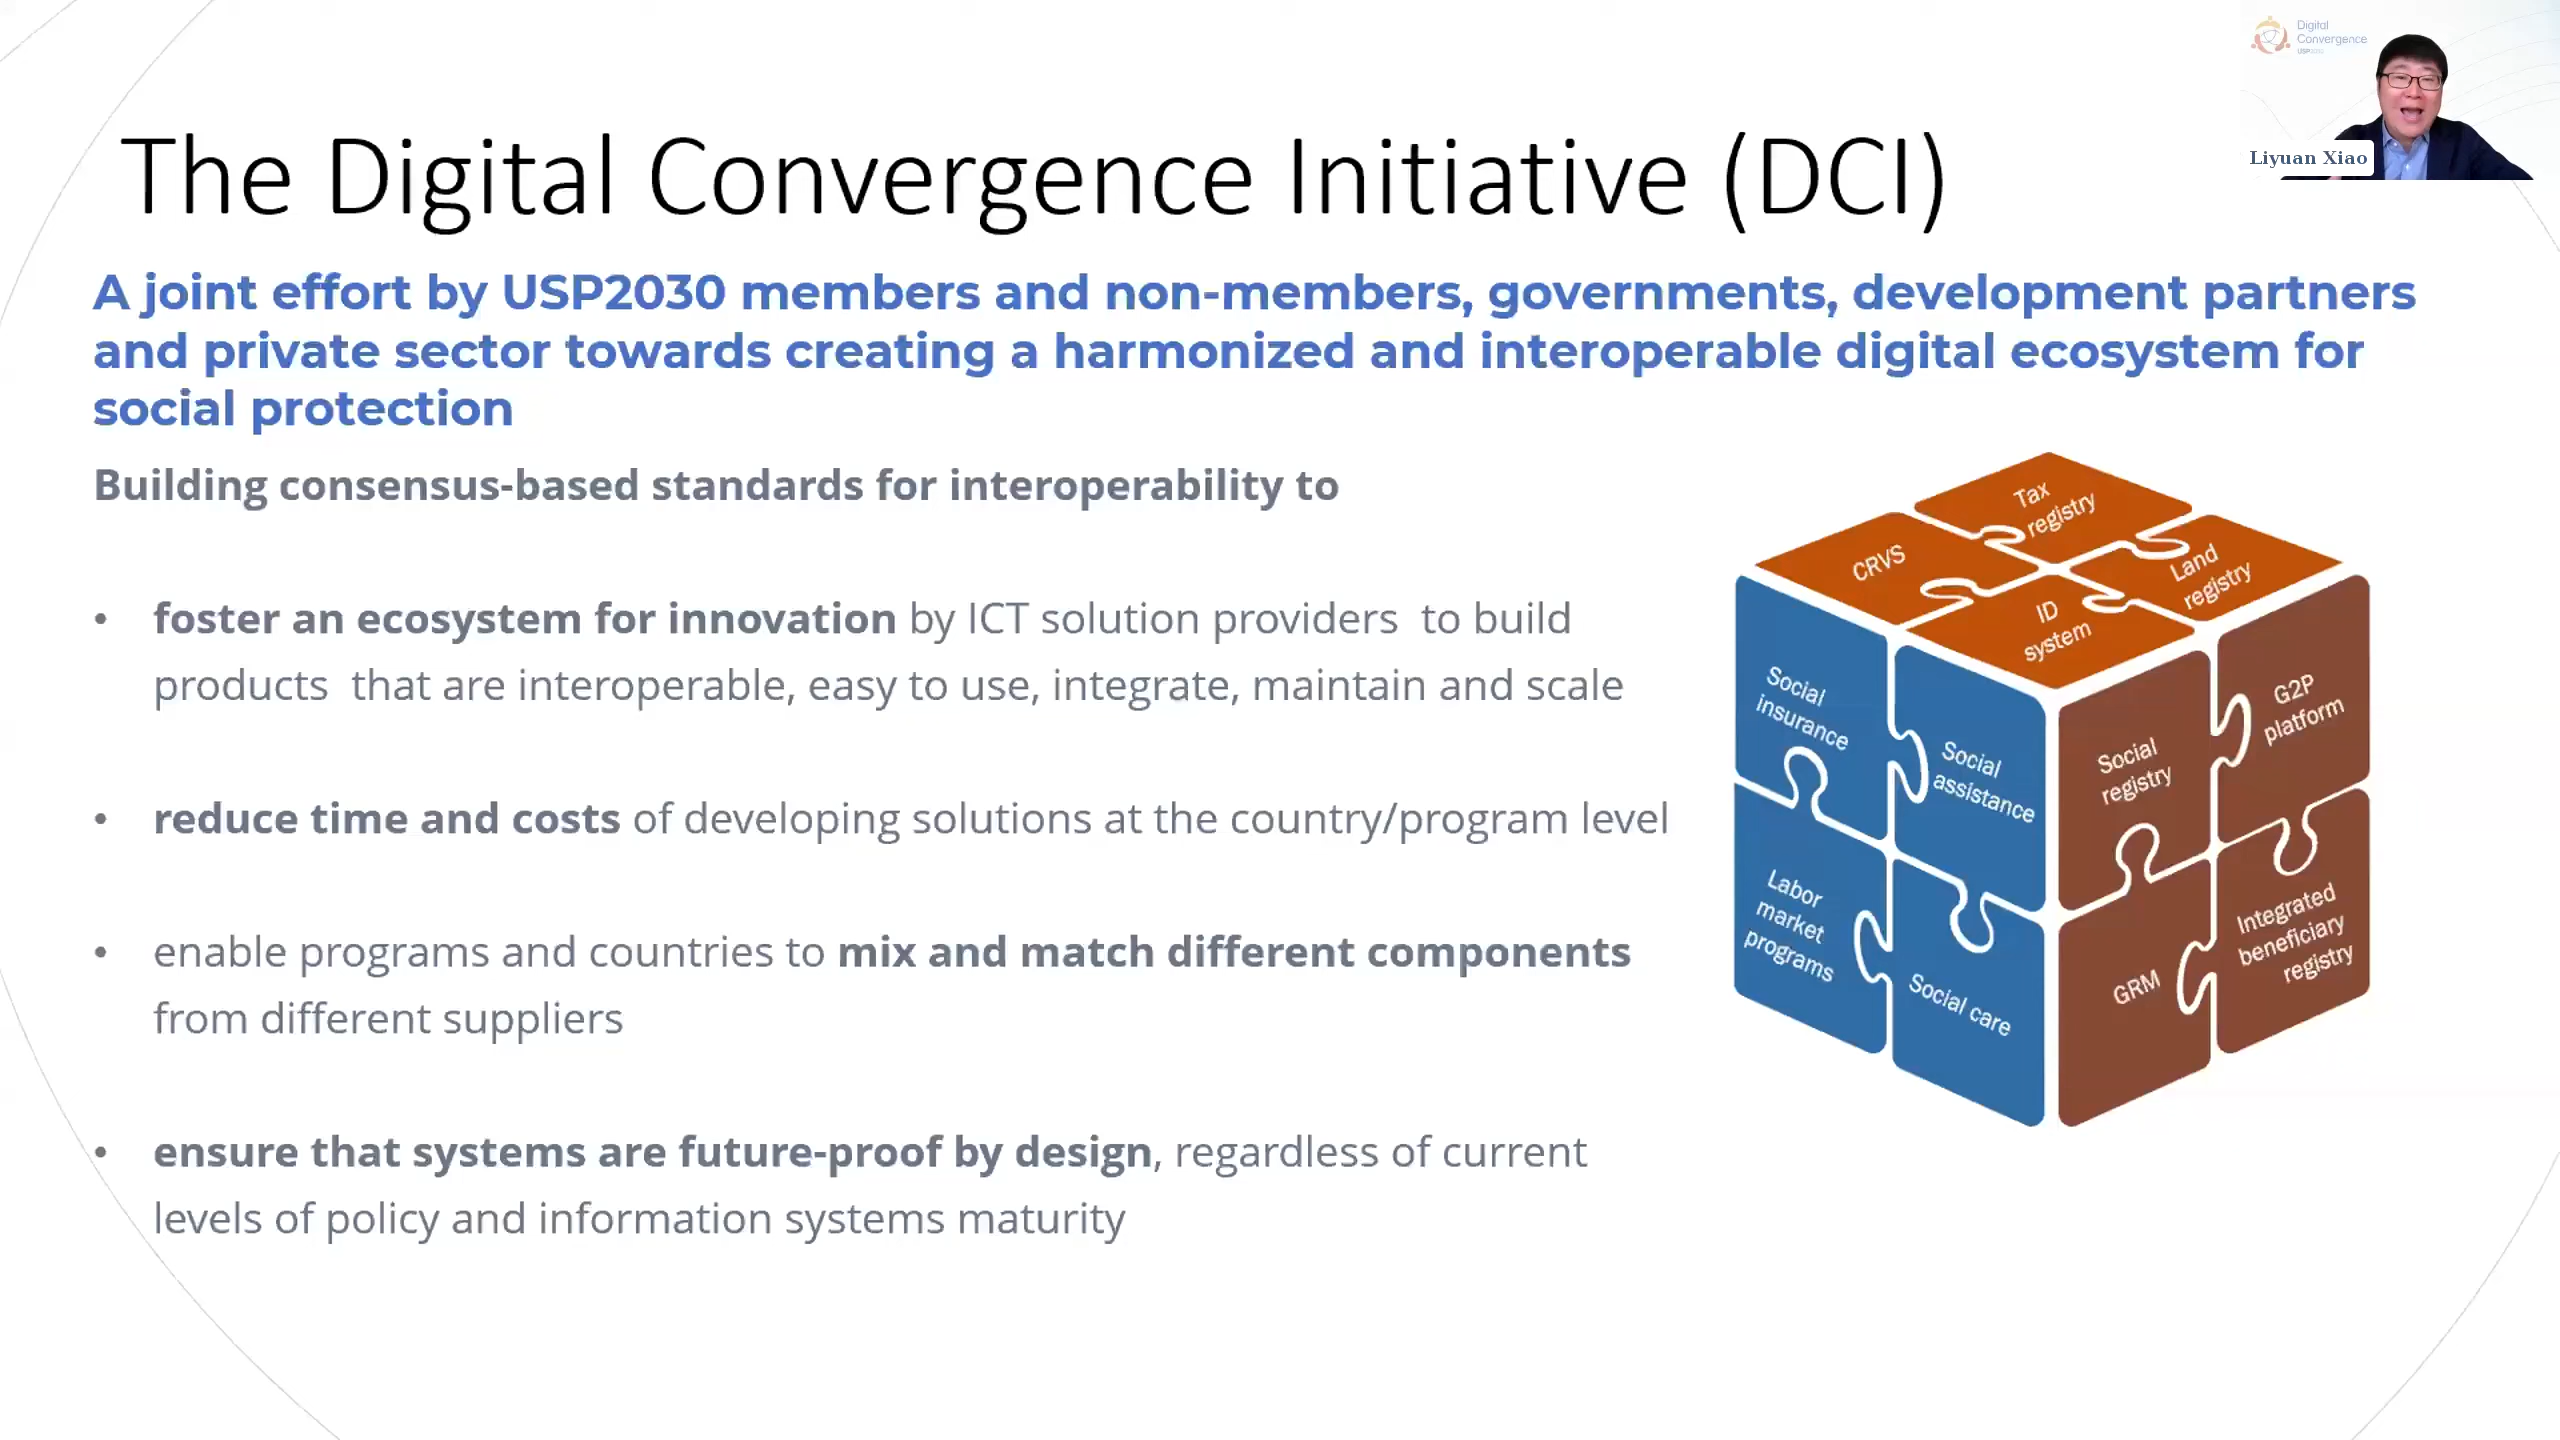 Digital
Convergence
USP2030
Liyuan Xiao
The Digital Convergence Initiative (DCI)
A joint effort by USP2030 members and non-members, governments, development partners
and private sector towards creating a harmonized and interoperable digital ecosystem for
social protection
Building consensus-based standards for interoperability to
• foster an ecosystem for innovation by ICT solution providers  to build
products  that are interoperable, easy to use, integrate, maintain and scale
• reduce time and costs of developing solutions at the country/program level
• enable programs and countries to mix and match different components
from different suppliers
• ensure that systems are future-proof by design, regardless of current
levels of policy and information systems maturity
Tax
registry
CRVS
Land
registry
ID
system
Social
insurance
Social
assistance
Labor
market
programs
Social care
Social
registry
G2P
platform
GRM
Integrated
beneficiary
registry